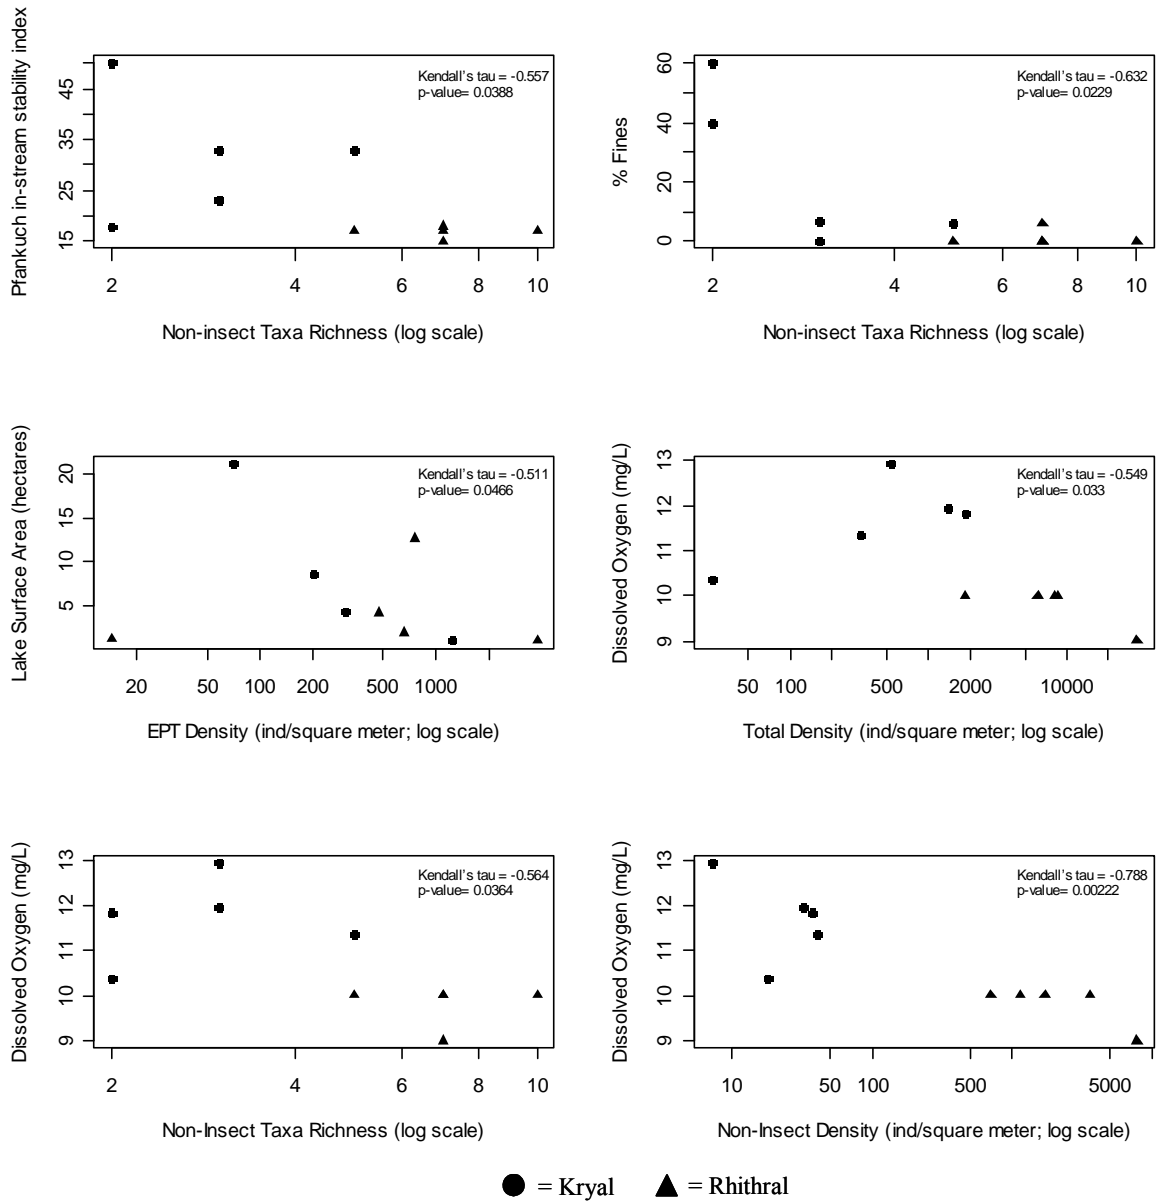 Pfankuch in-stream stability index
45
35
25
15
Kendall's tau = -0.557
p-value= 0.0388
2 4 6 8 10
Non-insect Taxa Richness (log scale)
% Fines
60
40
20
0
Kendall's tau = -0.632
p-value= 0.0229
2 4 6 8 10
Non-insect Taxa Richness (log scale)
Lake Surface Area (hectares)
20
15
10
5
Kendall's tau = -0.511
p-value= 0.0466
20 50 100 200 500 1000
EPT Density (ind/square meter; log scale)
Dissolved Oxygen (mg/L)
13
12
11
10
9
Kendall's tau = -0.549
p-value= 0.033
50 100 500 2000 10000
Total Density (ind/square meter; log scale)
Dissolved Oxygen (mg/L)
13
12
11
10
9
Kendall's tau = -0.564
p-value= 0.0364
2 4 6 8 10
Non-Insect Taxa Richness (log scale)
Dissolved Oxygen (mg/L)
13
12
11
10
9
Kendall's tau = -0.788
p-value= 0.00222
10 50 100 500 5000
Non-Insect Density (ind/square meter; log scale)
= Kryal = Rhithral